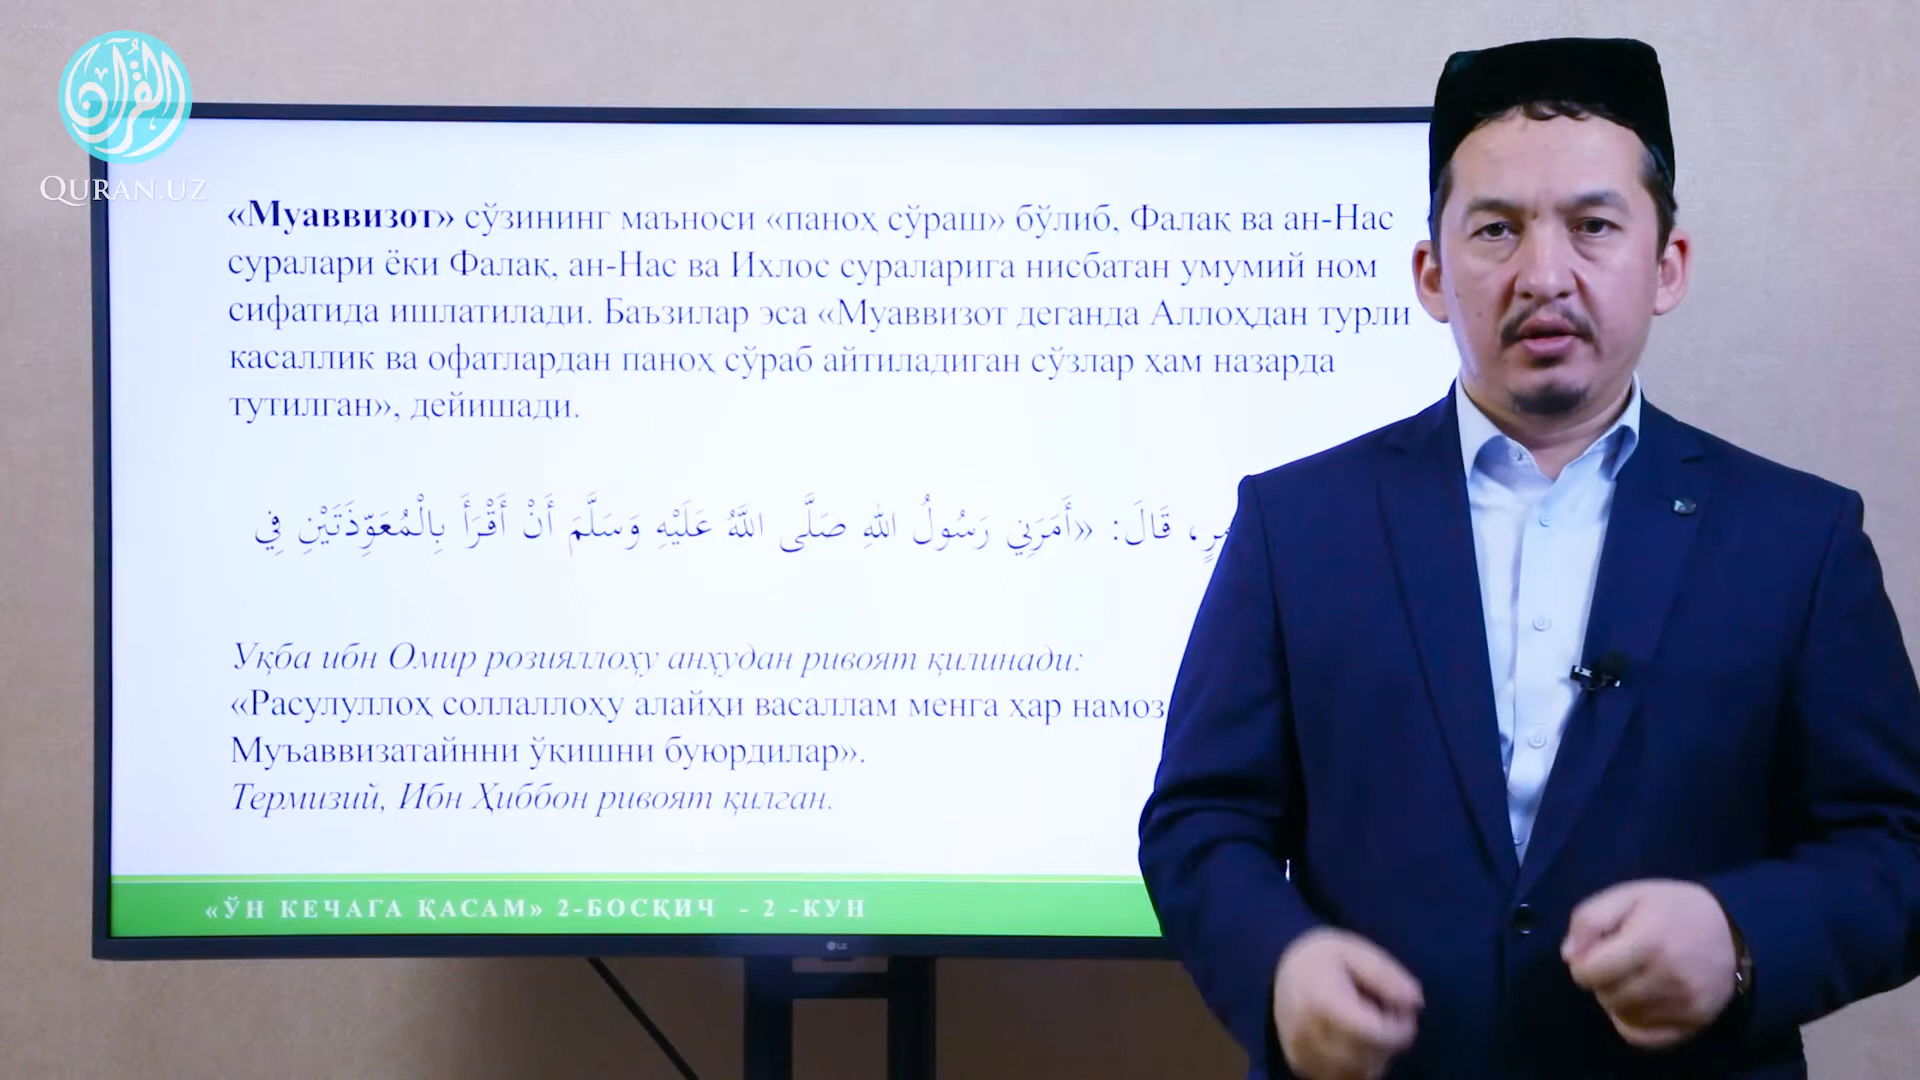 القرآن
QURAN.UZ
«Муаввизот» сўзининг маъноси «паноҳ сўраш» бўлиб, Фалақ ва ан-Нас
суралари ёки Фалақ, ан-Нас ва Ихлос сураларига нисбатан умумий ном
сифатида ишлатилади. Баъзилар эса «Муаввизот деганда Аллоҳдан турли
касаллик ва офатлардан паноҳ сўраб айтиладиган сўзлар ҳам назарда
тутилган», дейишади.
قَالَ: «أَمَرَنِي رَسُولُ اللهِ صَلَّى اللَّهُ عَلَيْهِ وَسَلَّمَ أَنْ أَقْرَأَ بِالْمُعَوِّذَتَيْنِ فِي
Уқба ибн Омир розияллоҳу анҳудан ривоят қилинади:
«Расулуллоҳ соллаллоҳу алайҳи васаллам менга ҳар намоз
Муъаввизатайнни ўқишни буюрдилар».
Термизий, Ибн Ҳиббон ривоят қилган.
«ЎН КЕЧАГА ҚАСАМ» 2-БОСҚИЧ - 2 -КУН
LG